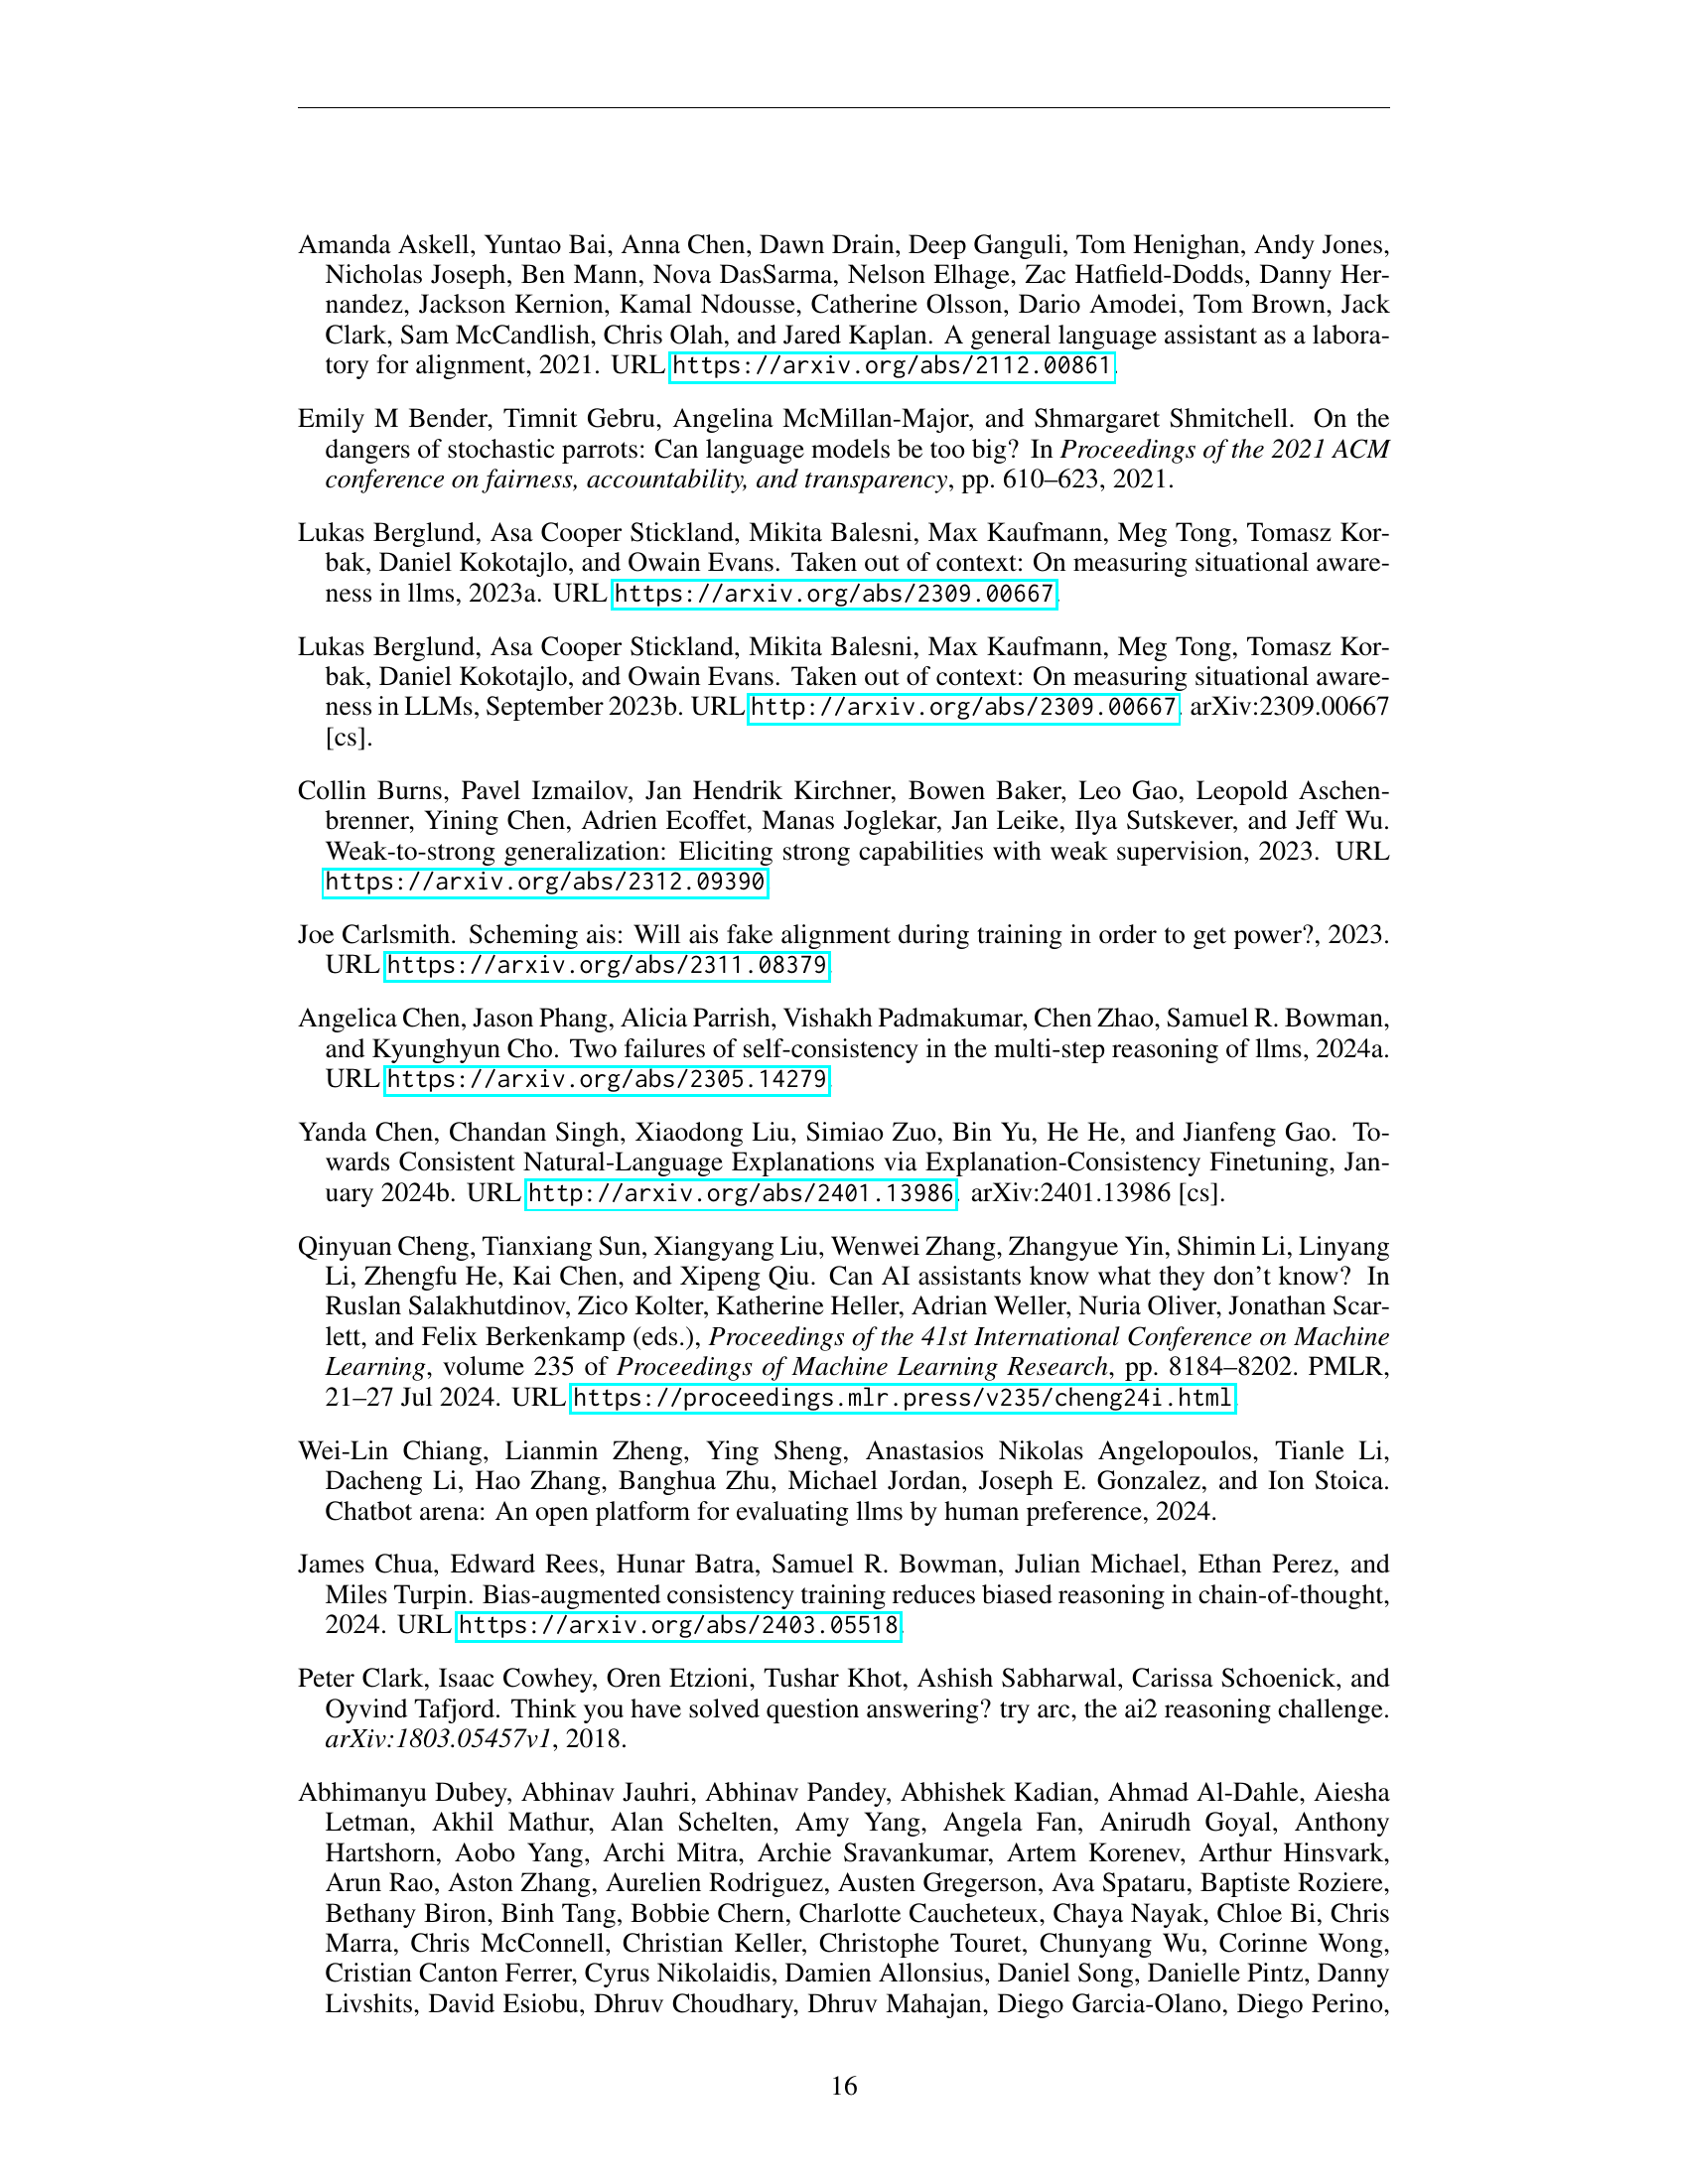 Amanda Askell, Yuntao Bai, Anna Chen, Dawn Drain, Deep Ganguli, Tom Henighan, Andy Jones,
Nicholas Joseph, Ben Mann, Nova DasSarma, Nelson Elhage, Zac Hatfield-Dodds, Danny Her-
nandez, Jackson Kernion, Kamal Ndousse, Catherine Olsson, Dario Amodei, Tom Brown, Jack
Clark, Sam McCandlish, Chris Olah, and Jared Kaplan. A general language assistant as a labora-
tory for alignment, 2021. URL https://arxiv.org/abs/2112.00861.
Emily M Bender, Timnit Gebru, Angelina McMillan-Major, and Shmargaret Shmitchell. On the
dangers of stochastic parrots: Can language models be too big? In Proceedings of the 2021 ACM
conference on fairness, accountability, and transparency, pp. 610–623, 2021.
Lukas Berglund, Asa Cooper Stickland, Mikita Balesni, Max Kaufmann, Meg Tong, Tomasz Kor-
bak, Daniel Kokotajlo, and Owain Evans. Taken out of context: On measuring situational aware-
ness in llms, 2023a. URL https://arxiv.org/abs/2309.00667.
Lukas Berglund, Asa Cooper Stickland, Mikita Balesni, Max Kaufmann, Meg Tong, Tomasz Kor-
bak, Daniel Kokotajlo, and Owain Evans. Taken out of context: On measuring situational aware-
ness in LLMs, September 2023b. URL http://arxiv.org/abs/2309.00667. arXiv:2309.00667
[cs].
Collin Burns, Pavel Izmailov, Jan Hendrik Kirchner, Bowen Baker, Leo Gao, Leopold Aschen-
brenner, Yining Chen, Adrien Ecoffet, Manas Joglekar, Jan Leike, Ilya Sutskever, and Jeff Wu.
Weak-to-strong generalization: Eliciting strong capabilities with weak supervision, 2023. URL
https://arxiv.org/abs/2312.09390.
Joe Carlsmith. Scheming ais: Will ais fake alignment during training in order to get power?, 2023.
URL https://arxiv.org/abs/2311.08379.
Angelica Chen, Jason Phang, Alicia Parrish, Vishakh Padmakumar, Chen Zhao, Samuel R. Bowman,
and Kyunghyun Cho. Two failures of self-consistency in the multi-step reasoning of llms, 2024a.
URL https://arxiv.org/abs/2305.14279.
Yanda Chen, Chandan Singh, Xiaodong Liu, Simiao Zuo, Bin Yu, He He, and Jianfeng Gao. To-
wards Consistent Natural-Language Explanations via Explanation-Consistency Finetuning, Jan-
uary 2024b. URL http://arxiv.org/abs/2401.13986. arXiv:2401.13986 [cs].
Qinyuan Cheng, Tianxiang Sun, Xiangyang Liu, Wenwei Zhang, Zhangyue Yin, Shimin Li, Linyang
Li, Zhengfu He, Kai Chen, and Xipeng Qiu. Can AI assistants know what they don't know? In
Ruslan Salakhutdinov, Zico Kolter, Katherine Heller, Adrian Weller, Nuria Oliver, Jonathan Scar-
lett, and Felix Berkenkamp (eds.), Proceedings of the 41st International Conference on Machine
Learning, volume 235 of Proceedings of Machine Learning Research, pp. 8184–8202. PMLR,
21–27 Jul 2024. URL https://proceedings.mlr.press/v235/cheng24i.html.
Wei-Lin Chiang, Lianmin Zheng, Ying Sheng, Anastasios Nikolas Angelopoulos, Tianle Li,
Dacheng Li, Hao Zhang, Banghua Zhu, Michael Jordan, Joseph E. Gonzalez, and Ion Stoica.
Chatbot arena: An open platform for evaluating llms by human preference, 2024.
James Chua, Edward Rees, Hunar Batra, Samuel R. Bowman, Julian Michael, Ethan Perez, and
Miles Turpin. Bias-augmented consistency training reduces biased reasoning in chain-of-thought,
2024. URL https://arxiv.org/abs/2403.05518.
Peter Clark, Isaac Cowhey, Oren Etzioni, Tushar Khot, Ashish Sabharwal, Carissa Schoenick, and
Oyvind Tafjord. Think you have solved question answering? try arc, the ai2 reasoning challenge.
arXiv:1803.05457v1, 2018.
Abhimanyu Dubey, Abhinav Jauhri, Abhinav Pandey, Abhishek Kadian, Ahmad Al-Dahle, Aiesha
Letman, Akhil Mathur, Alan Schelten, Amy Yang, Angela Fan, Anirudh Goyal, Anthony
Hartshorn, Aobo Yang, Archi Mitra, Archie Sravankumar, Artem Korenev, Arthur Hinsvark,
Arun Rao, Aston Zhang, Aurelien Rodriguez, Austen Gregerson, Ava Spataru, Baptiste Roziere,
Bethany Biron, Binh Tang, Bobbie Chern, Charlotte Caucheteux, Chaya Nayak, Chloe Bi, Chris
Marra, Chris McConnell, Christian Keller, Christophe Touret, Chunyang Wu, Corinne Wong,
Cristian Canton Ferrer, Cyrus Nikolaidis, Damien Allonsius, Daniel Song, Danielle Pintz, Danny
Livshits, David Esiobu, Dhruv Choudhary, Dhruv Mahajan, Diego Garcia-Olano, Diego Perino,
16